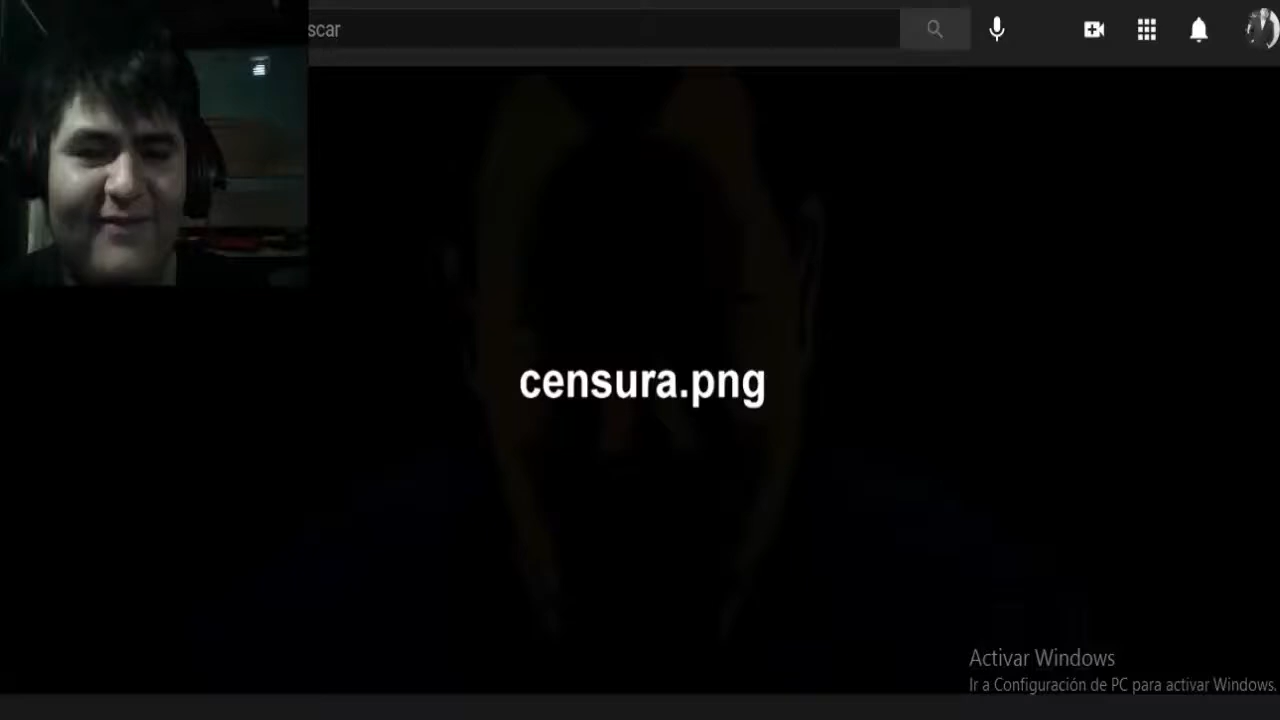 scar
censura.png
Activar Windows
Ir a Configuración de PC para activar Windows.